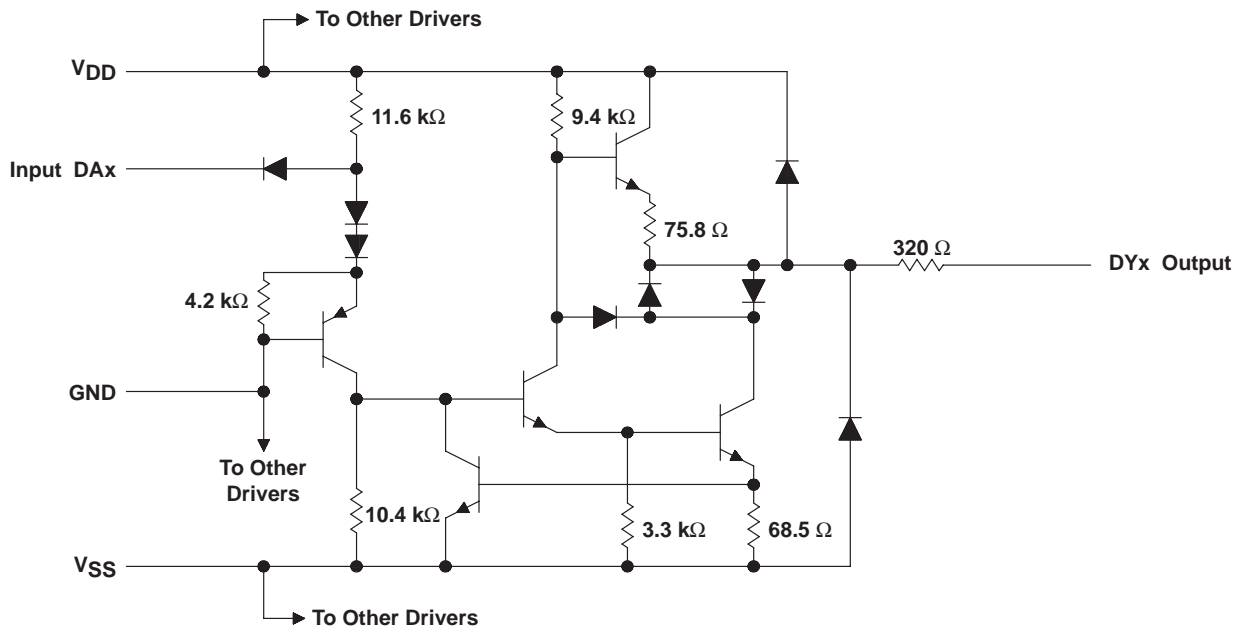 To Other Drivers
VDD
11.6 kΩ
9.4 kΩ
Input DAx
75.8 Ω
320 Ω
DYx Output
4.2 kΩ
GND
To Other
Drivers
10.4 kΩ
3.3 kΩ
68.5 Ω
VSS
To Other Drivers